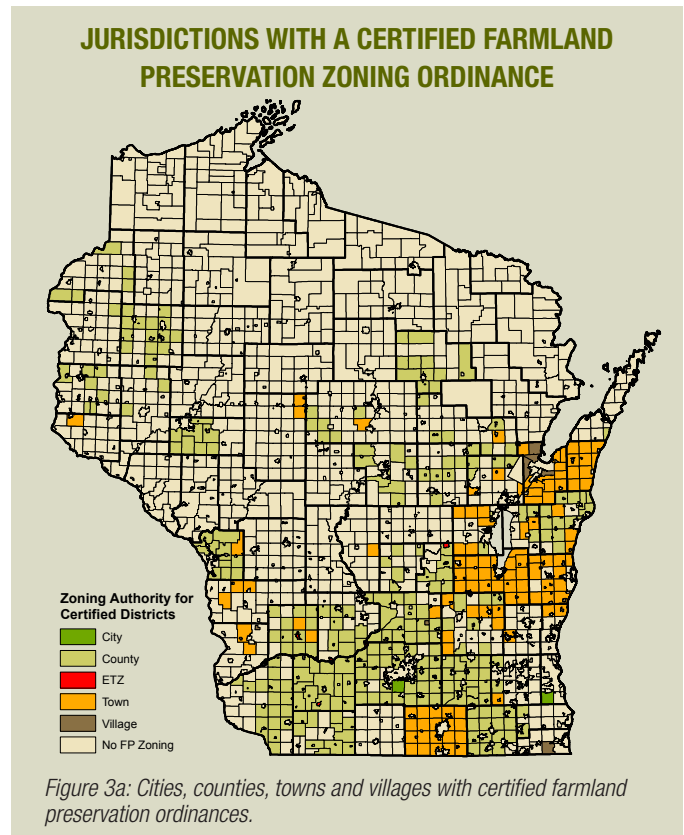 JURISDICTIONS WITH A CERTIFIED FARMLAND
PRESERVATION ZONING ORDINANCE
Zoning Authority for
Certified Districts
City
County
ETZ
Town
Village
No FP Zoning
Figure 3a: Cities, counties, towns and villages with certified farmland
preservation ordinances.